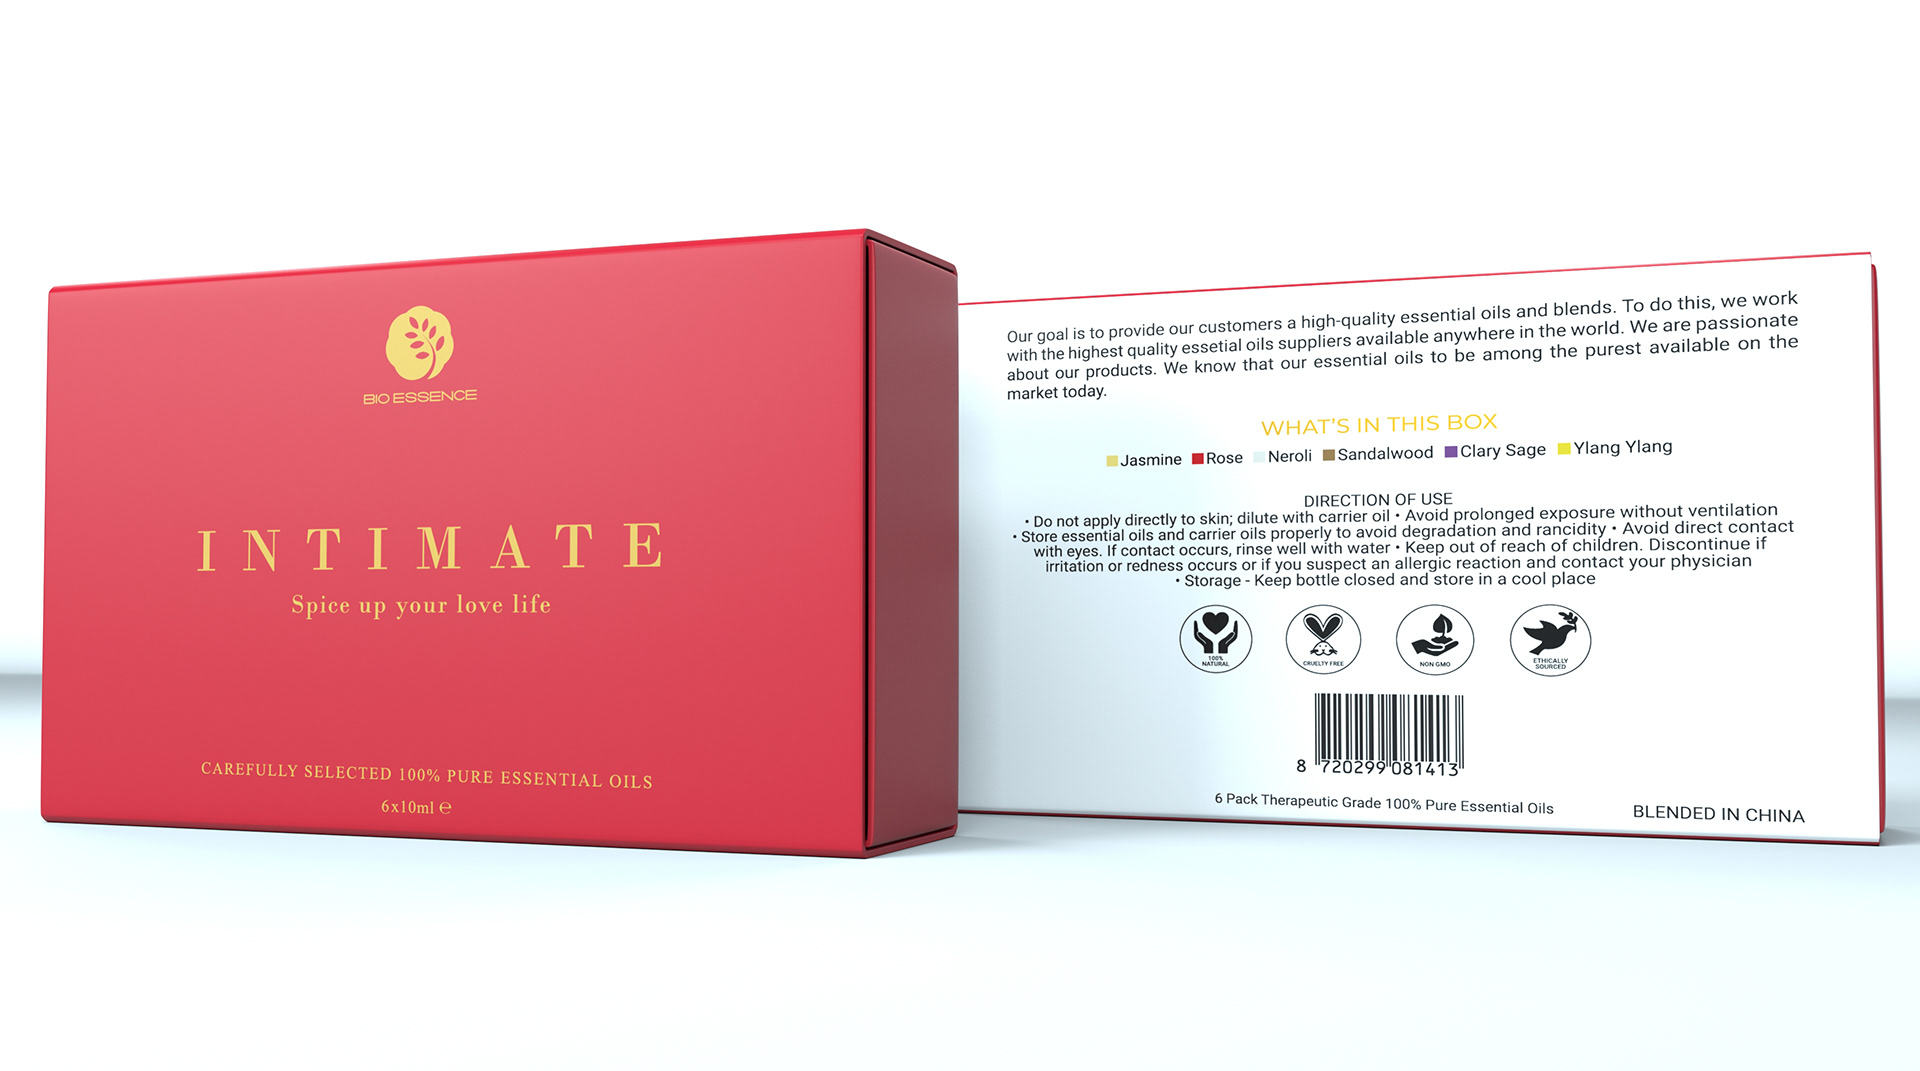 BIO ESSENCE
INTIMATE
Spice up your love life
CAREFULLY SELECTED 100% PURE ESSENTIAL OILS
6x10ml ℮
Our goal is to provide our customers a high-quality essential oils and blends. To do this, we work
with the highest quality essetial oils suppliers available anywhere in the world. We are passionate
about our products. We know that our essential oils to be among the purest available on the
market today.
WHAT'S IN THIS BOX
Jasmine Rose Neroli Sandalwood Clary Sage Ylang Ylang
DIRECTION OF USE
• Do not apply directly to skin; dilute with carrier oil • Avoid prolonged exposure without ventilation
• Store essential oils and carrier oils properly to avoid degradation and rancidity • Avoid direct contact
with eyes. If contact occurs, rinse well with water • Keep out of reach of children. Discontinue if
irritation or redness occurs or if you suspect an allergic reaction and contact your physician
• Storage - Keep bottle closed and store in a cool place
100%
NATURAL
CRUELTY FREE
NON GMO
ETHICALLY
SOURCED
8 720299 081413
6 Pack Therapeutic Grade 100% Pure Essential Oils
BLENDED IN CHINA